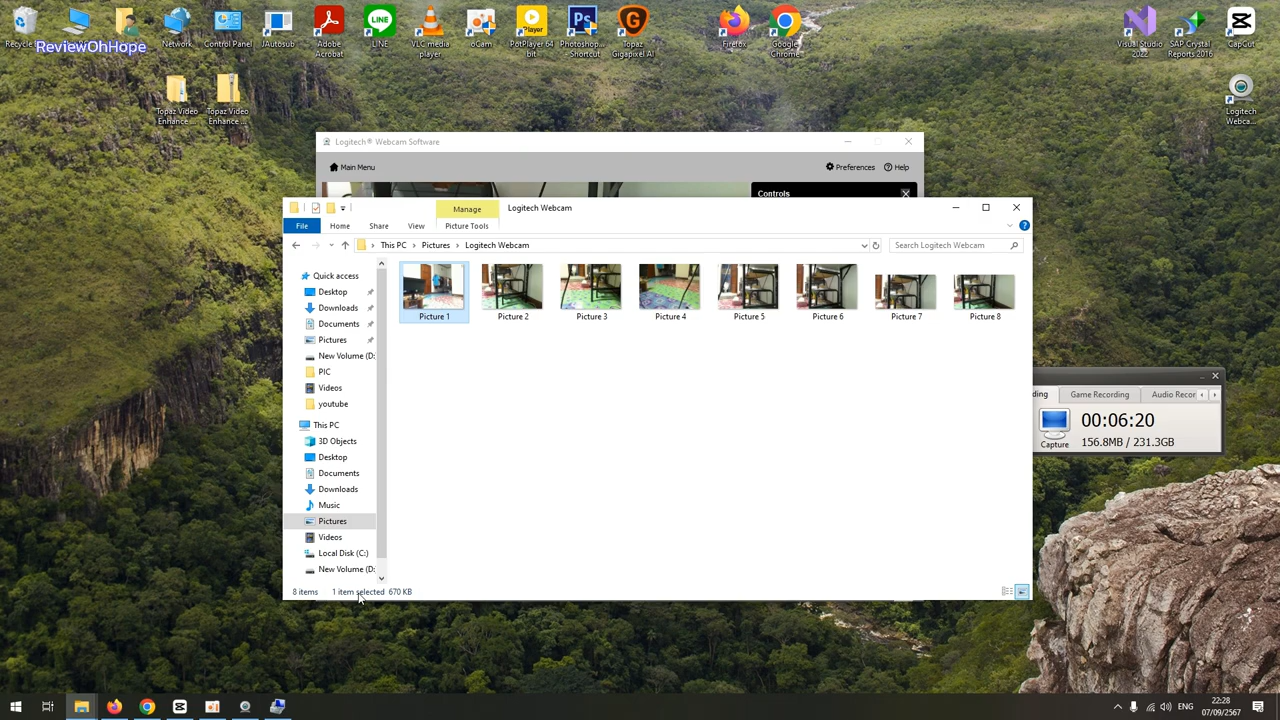 Recycle
ReviewOhHope
Network
Control Panel
JAutosub
Adobe
Acrobat
LINE
VLC media
player
oCam
Player
PotPlayer 64
bit
Ps
Photoshop...
- Shortcut
Topaz
Gigapixel AI
Firefox
Google
Chrome
Visual Studio
2022
SAP Crystal
Reports 2016
CapCut
Topaz Video
Enhance ...
Topaz Video
Enhance ...
Logitech
Webca...
Logitech® Webcam Software
Main Menu
Preferences
Help
Controls
Manage
Logitech Webcam
File
Home
Share
View
Picture Tools
This PC
Pictures
Logitech Webcam
Search Logitech Webcam
Quick access
Desktop
Downloads
Documents
Pictures
New Volume (D:
PIC
Videos
youtube
This PC
3D Objects
Desktop
Documents
Downloads
Music
Pictures
Videos
Local Disk (C:)
New Volume (D:
Picture 1
Picture 2
Picture 3
Picture 4
Picture 5
Picture 6
Picture 7
Picture 8
8 items
1 item selected
670 KB
ding
Game Recording
Audio Recor
Capture
00:06:20
156.8MB / 231.3GB
ENG
22:28
07/09/2567